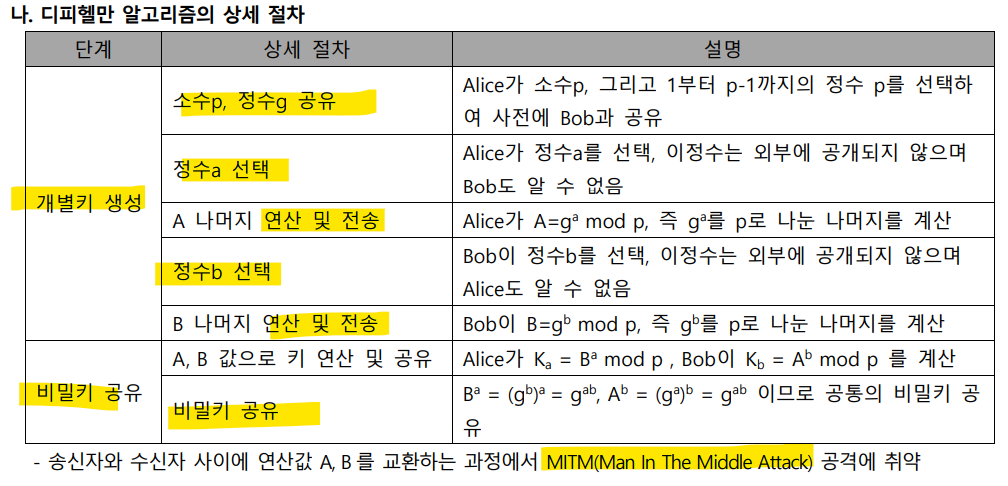 나. 디피헬만 알고리즘의 상세 절차
단계 상세 절차 설명
개별키 생성
소수p, 정수g 공유
Alice가 소수p, 그리고 1부터 p-1까지의 정수 p를 선택하
여 사전에 Bob과 공유
정수a 선택
Alice가 정수a를 선택, 이정수는 외부에 공개되지 않으며
Bob도 알 수 없음
A 나머지 연산 및 전송
Alice가 A=gᵃ mod p, 즉 gᵃ를 p로 나눈 나머지를 계산
정수b 선택
Bob이 정수b를 선택, 이정수는 외부에 공개되지 않으며
Alice도 알 수 없음
B 나머지 연산 및 전송
Bob이 B=gᵇ mod p, 즉 gᵇ를 p로 나눈 나머지를 계산
비밀키 공유
A, B 값으로 키 연산 및 공유
Alice가 Kₐ = Bᵃ mod p , Bob이 K_b = Aᵇ mod p 를 계산
비밀키 공유
Bᵃ = (gᵇ)ᵃ = gᵃᵇ, Aᵇ = (gᵃ)ᵇ = gᵃᵇ 이므로 공통의 비밀키 공
유
- 송신자와 수신자 사이에 연산값 A, B 를 교환하는 과정에서 MITM(Man In The Middle Attack) 공격에 취약